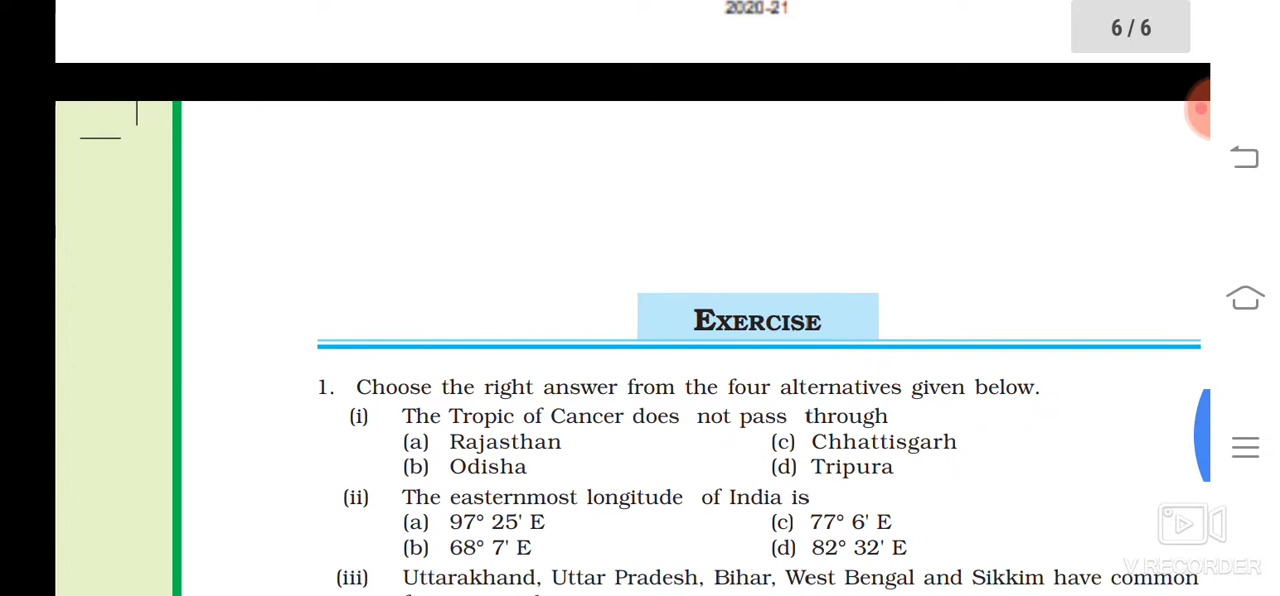 2020-21
6 / 6
EXERCISE
1. Choose the right answer from the four alternatives given below.
(i) The Tropic of Cancer does not pass through
(a) Rajasthan (c) Chhattisgarh
(b) Odisha (d) Tripura
(ii) The easternmost longitude of India is
(a) 97° 25' E (c) 77° 6' E
(b) 68° 7' E (d) 82° 32' E
(iii) Uttarakhand, Uttar Pradesh, Bihar, West Bengal and Sikkim have common
V RECORDER